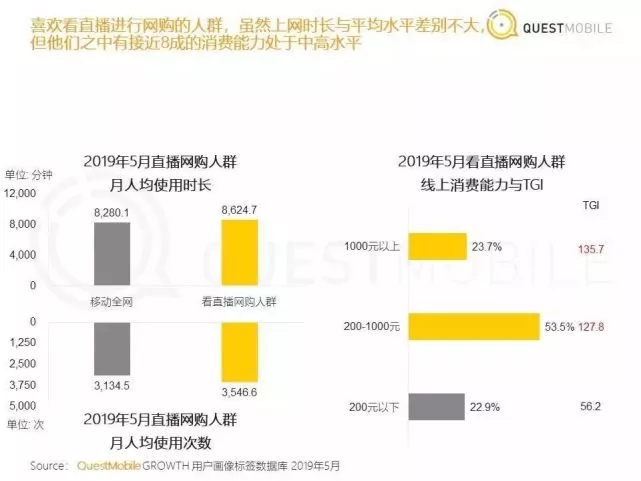 喜欢看直播进行网购的人群，虽然上网时长与平均水平差别不大，
但他们之中有接近8成的消费能力处于中高水平
QUESTMOBILE
2019年5月直播网购人群
月人均使用时长
单位: 分钟
12,000
8,000
4,000
0
8,280.1
8,624.7
移动全网
看直播网购人群
0
1,250
2,500
3,750
5,000
3,134.5
3,546.6
单位: 次
2019年5月直播网购人群
月人均使用次数
2019年5月看直播网购人群
线上消费能力与TGI
TGI
1000元以上
23.7%
135.7
200-1000元
53.5%
127.8
200元以下
22.9%
56.2
QUESTMOBILE
Source： QuestMobile GROWTH 用户画像标签数据库 2019年5月